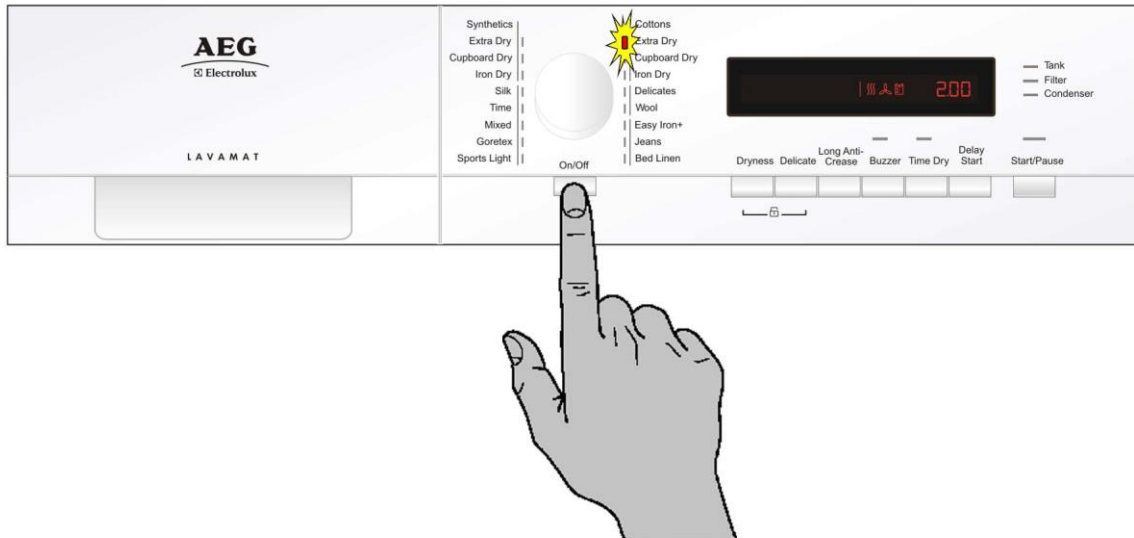 AEG
Electrolux
LAVAMAT
Synthetics
Extra Dry
Cupboard Dry
Iron Dry
Silk
Time
Mixed
Goretex
Sports Light
On/Off
Cottons
Extra Dry
Cupboard Dry
Iron Dry
Delicates
Wool
Easy Iron+
Jeans
Bed Linen
2.00
Tank
Filter
Condenser
Dryness
Delicate
Long Anti-
Crease
Buzzer
Time Dry
Delay
Start
Start/Pause